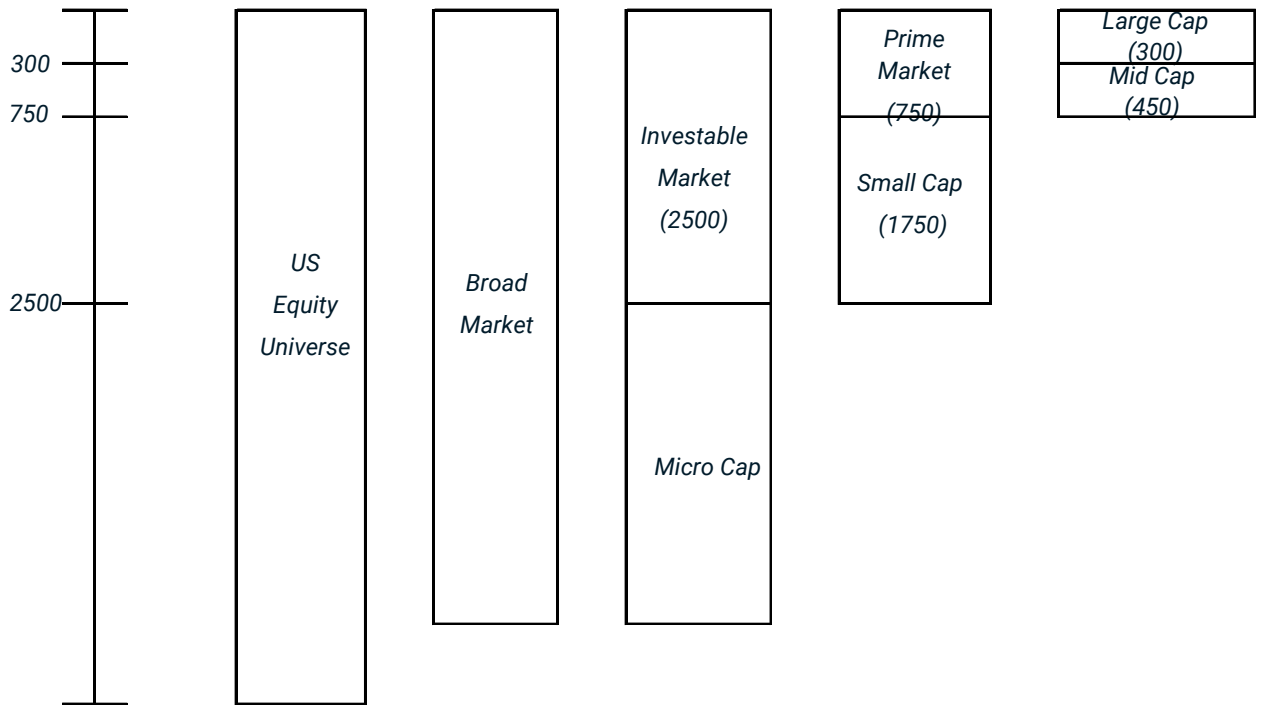 300
750
2500
US
Equity
Universe
Broad
Market
Investable
Market
(2500)
Micro Cap
Prime
Market
(750)
Small Cap
(1750)
Large Cap
(300)
Mid Cap
(450)